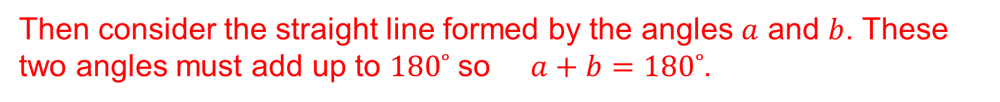 Then consider the straight line formed by the angles a and b. These
two angles must add up to 180° so a + b = 180°.